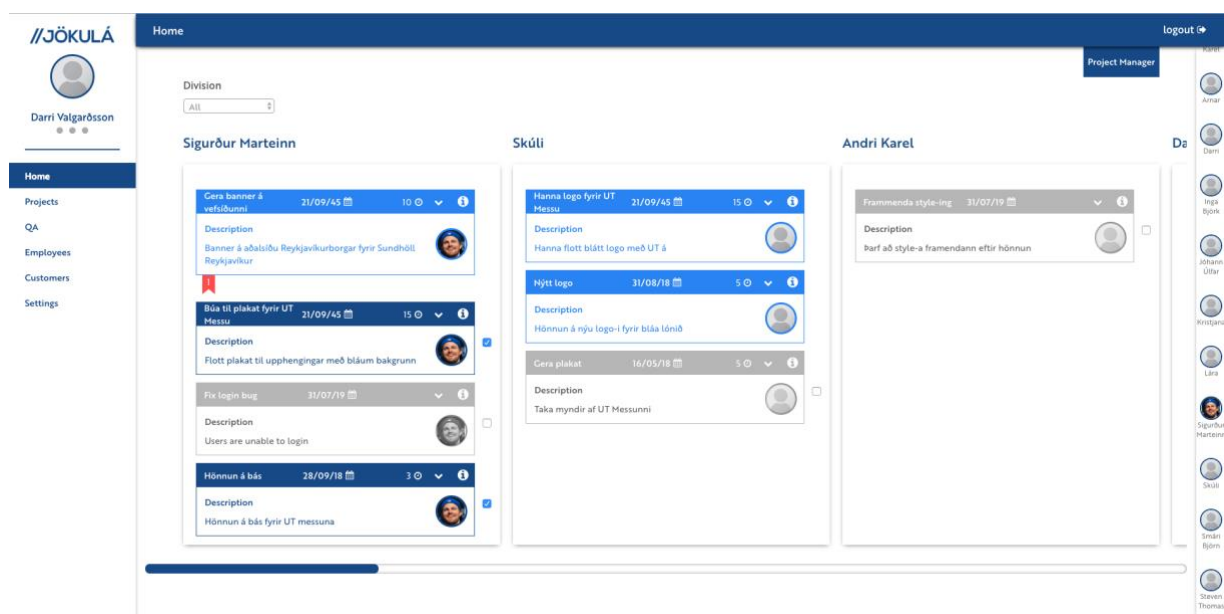 //JÖKULÁ
Home
logout
Project Manager
Darri Valgarðsson
Home
Projects
QA
Employees
Customers
Settings
Division
All
Sigurður Marteinn
Gera banner á
vefsíðunni
21/09/45
10
Description
Banner á aðalsíðu Reykjavíkurborgar fyrir Sundhöll
Reykjavíkur
Búa til plakat fyrir UT
Messu
21/09/45
15
Description
Flott plakat til upphengingar með bláum bakgrunn
Fix login bug
31/07/19
Description
Users are unable to login
Hönnun á bás
28/09/18
3
Description
Hönnun á bás fyrir UT messuna
Skúli
Hanna logo fyrir UT
Messu
21/09/45
15
Description
Hanna flott blátt logo með UT á
Nýtt logo
31/08/18
5
Description
Hönnun á nýu logo-i fyrir bláa lónið
Gera plakat
16/05/18
5
Description
Taka myndir af UT Messunni
Andri Karel
Frammenda style-ing
31/07/19
Description
Þarf að style-a framendann eftir hönnun
Da
Karel
Arnar
Darri
Inga
Björk
Jóhann
Úlfar
Kristjana
Lára
Sigurður
Marteinn
Skúli
Smári
Björn
Steven
Thomas